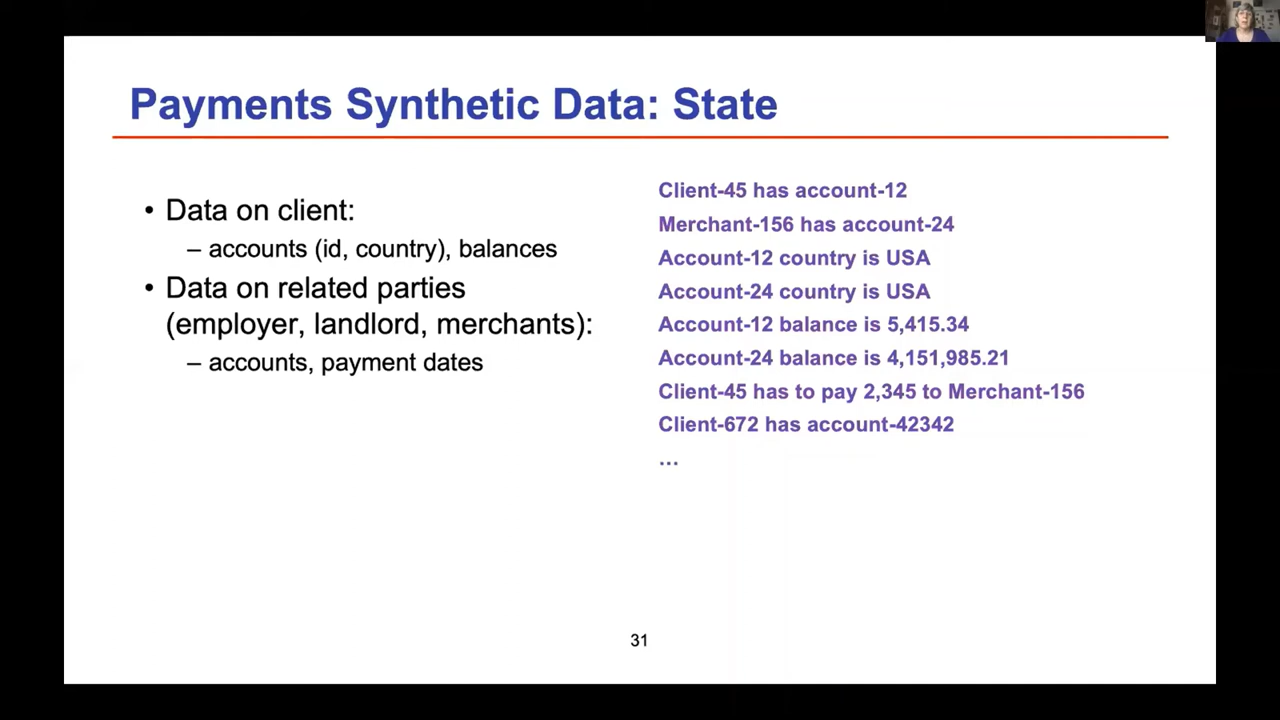 Payments Synthetic Data: State
• Data on client:
– accounts (id, country), balances
• Data on related parties
(employer, landlord, merchants):
– accounts, payment dates
Client-45 has account-12
Merchant-156 has account-24
Account-12 country is USA
Account-24 country is USA
Account-12 balance is 5,415.34
Account-24 balance is 4,151,985.21
Client-45 has to pay 2,345 to Merchant-156
Client-672 has account-42342
…
31